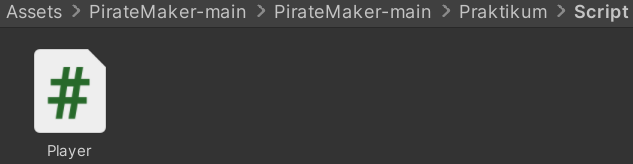 Assets > PirateMaker-main > PirateMaker-main > Praktikum > Script
#
Player